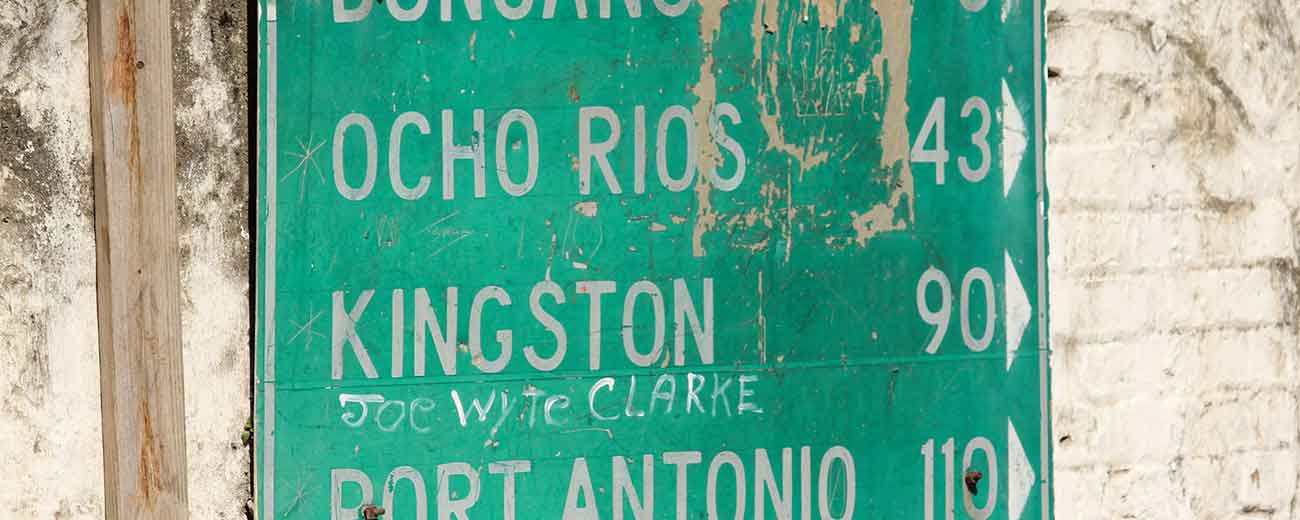 OCHO RIOS 43
KINGSTON 90
Joe Wyte CLARKE
PORT ANTONIO 110